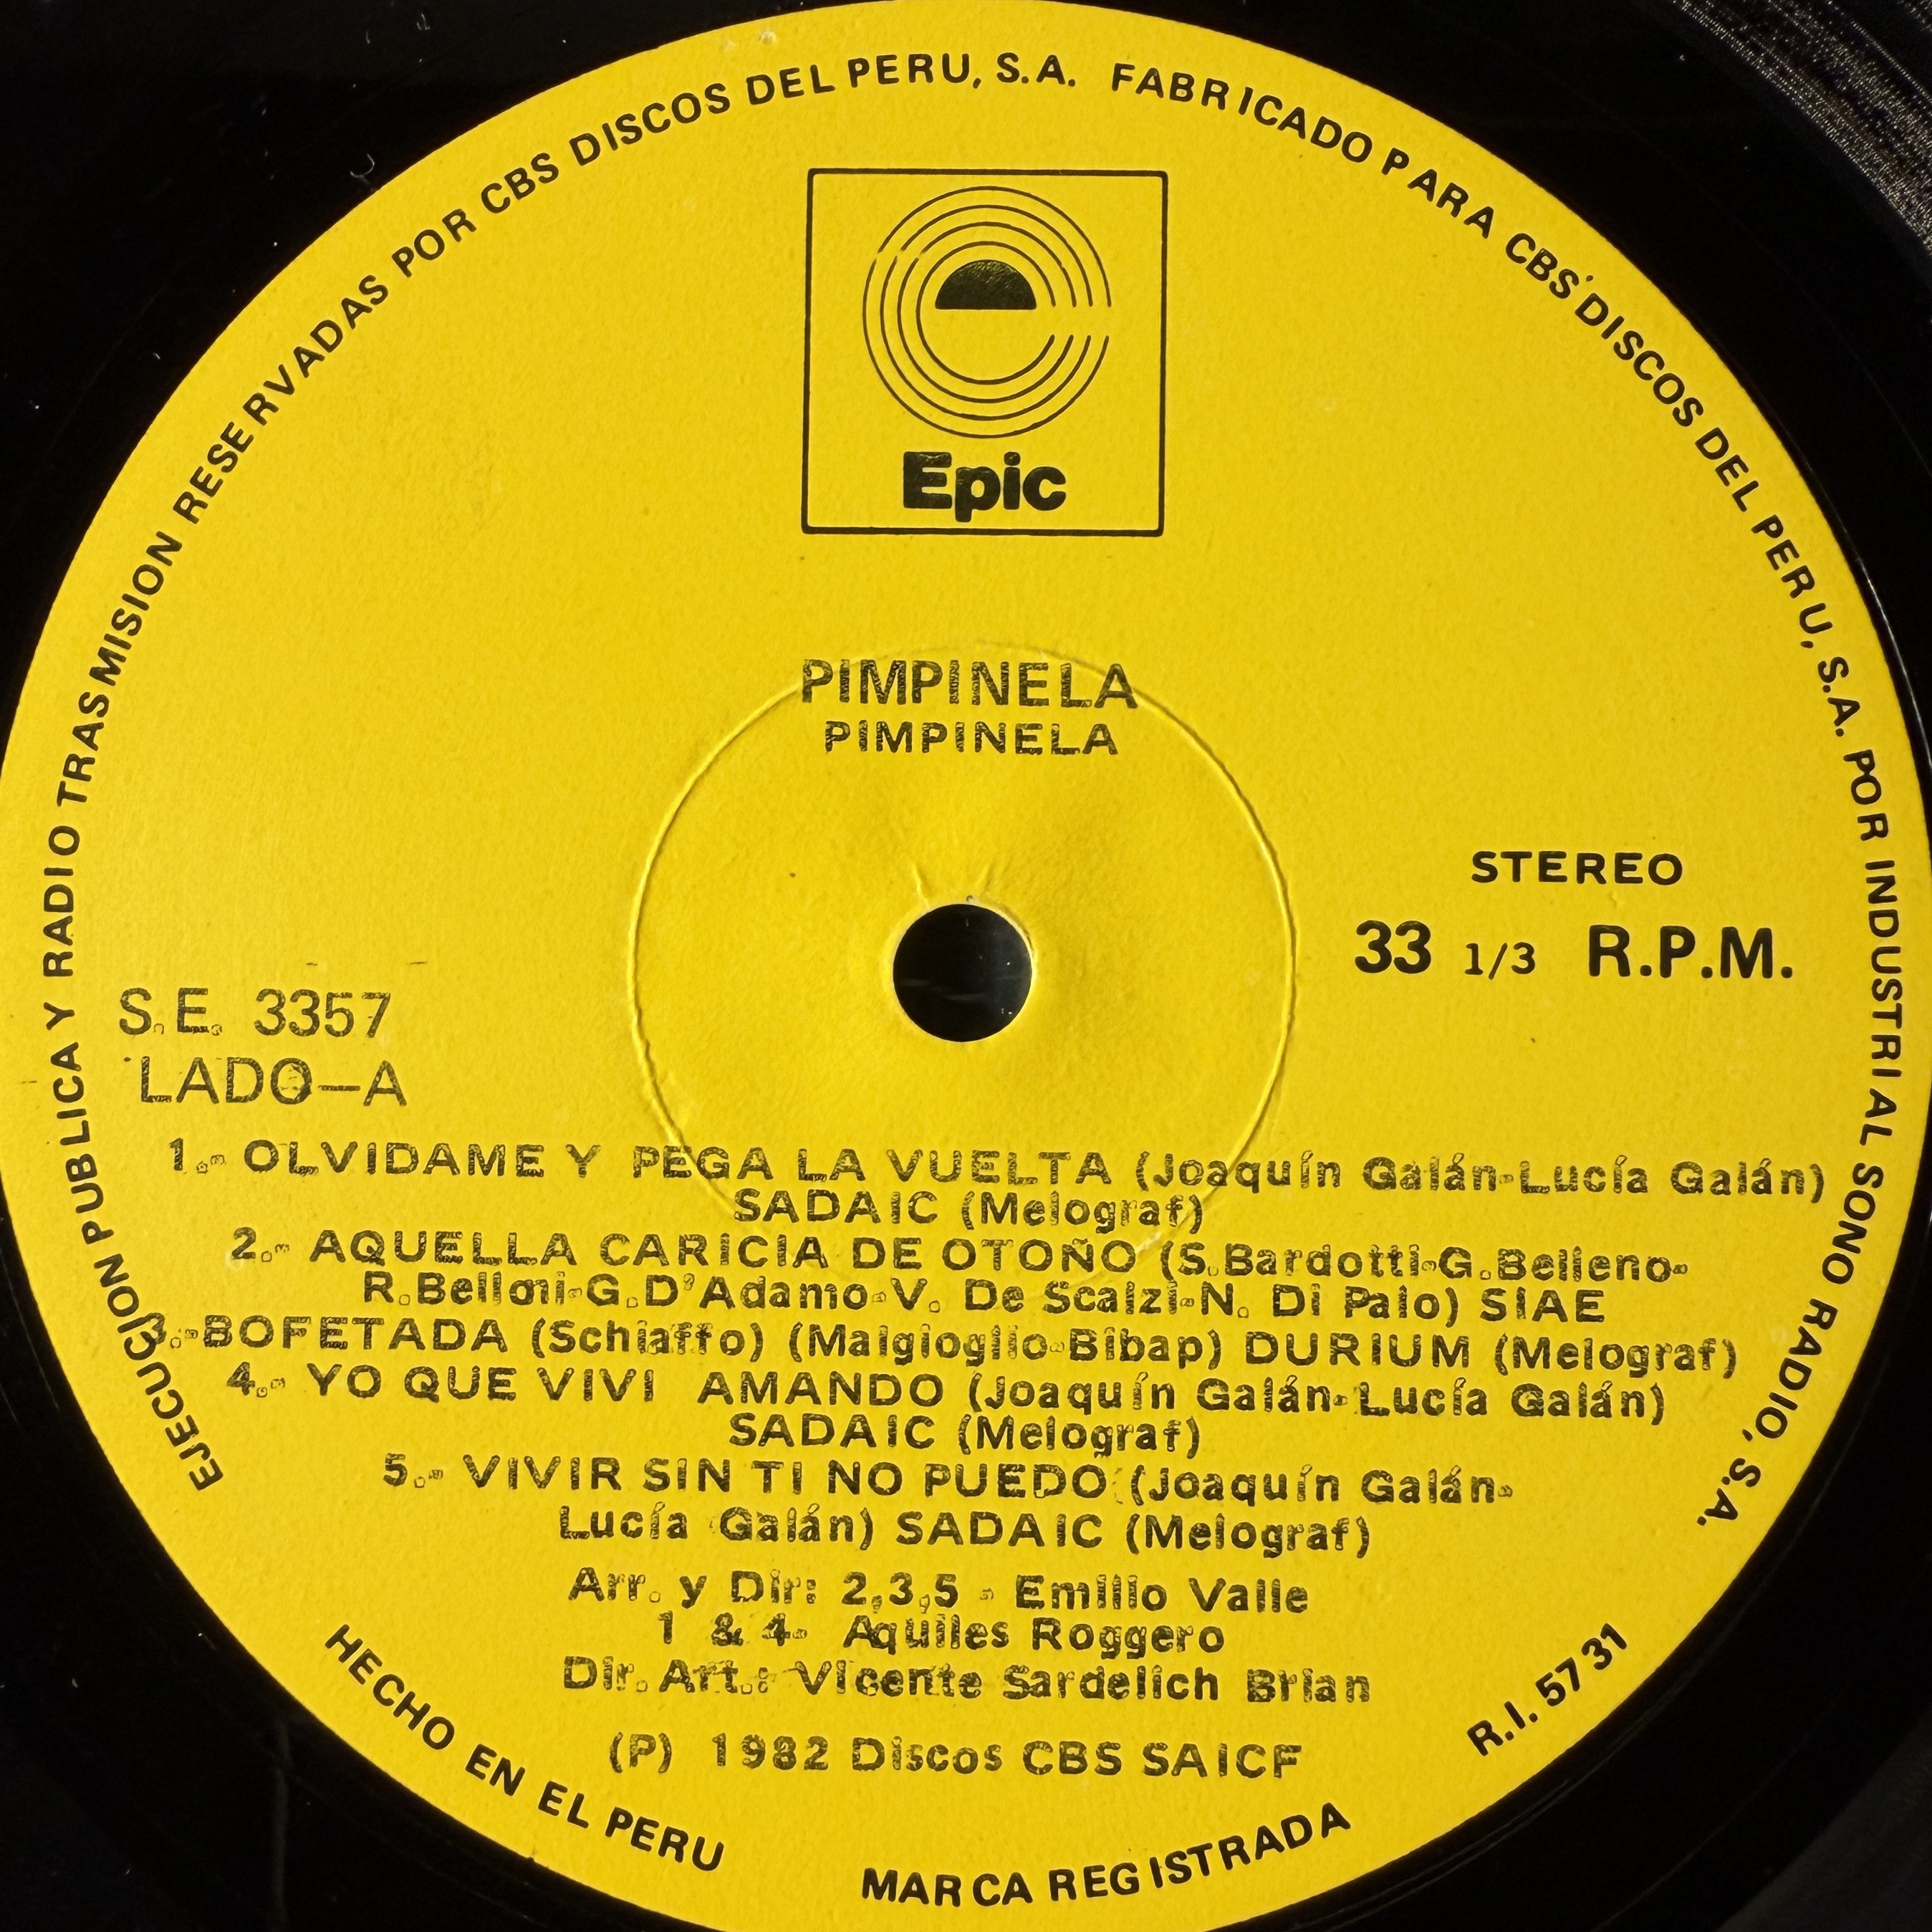 EJECUCION PUBLICA Y RADIO TRASMISION RESERVADAS POR CBS DISCOS DEL PERU, S.A. FABRICADO PARA CBS DISCOS DEL PERU, S.A. POR INDUSTRIAL SONO RADIO, S.A.
Epic
PIMPINELA
PIMPINELA
STEREO
33 1/3 R.P.M.
S.E. 3357
LADO-A
1.- OLVIDAME Y PEGA LA VUELTA (Joaquín Galán-Lucía Galán)
SADAIC (Melograf)
2.- AQUELLA CARICIA DE OTOÑO (S.Bardotti-G.Belleno-
R.Belloni-G.D'Adamo-V. De Scalzi-N. Di Palo) SIAE
3.-BOFETADA (Schiaffo) (Malgioglio-Bibap) DURIUM (Melograf)
4.- YO QUE VIVI AMANDO (Joaquín Galán-Lucía Galán)
SADAIC (Melograf)
5.- VIVIR SIN TI NO PUEDO (Joaquín Galán-
Lucía Galán) SADAIC (Melograf)
Arr. y Dir: 2,3,5 - Emilio Valle
1 & 4- Aquiles Roggero
Dir. Art.: Vicente Sardelich Brian
(P) 1982 Discos CBS SAICF
R.I. 5731
HECHO EN EL PERU
MARCA REGISTRADA